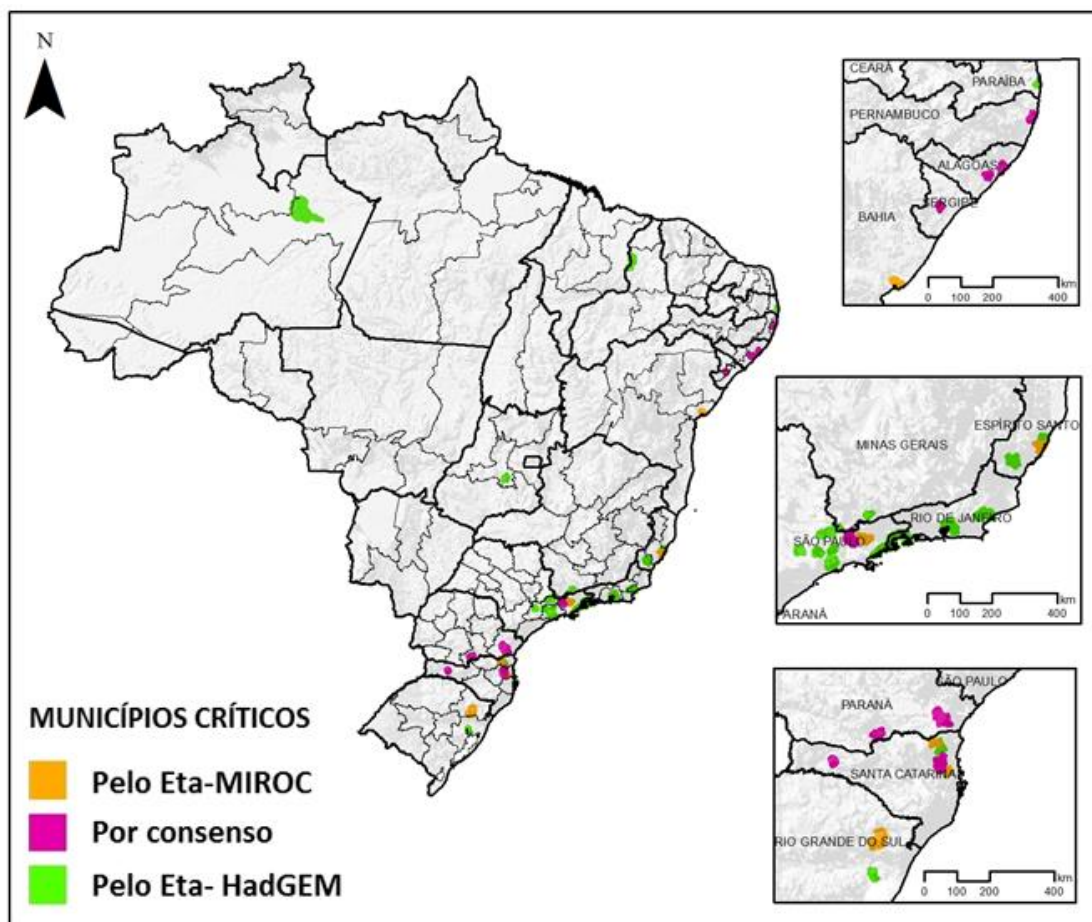 N
CEARÁ
PARAÍBA
PERNAMBUCO
ALAGOAS
SERGIPE
BAHIA
0 100 200 400
km
ESPÍRITO SANTO
MINAS GERAIS
RIO DE JANEIRO
SÃO PAULO
PARANÁ
0 100 200 400
km
SÃO PAULO
PARANÁ
SANTA CATARINA
RIO GRANDE DO SUL
0 100 200 400
km
MUNICÍPIOS CRÍTICOS
Pelo Eta-MIROC
Por consenso
Pelo Eta- HadGEM